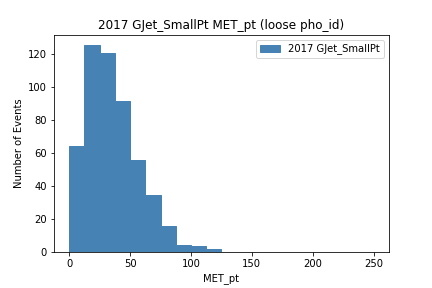 2017 GJet_SmallPt MET_pt (loose pho_id)
2017 GJet_SmallPt
Number of Events
120
100
80
60
40
20
0
0 50 100 150 200 250
MET_pt